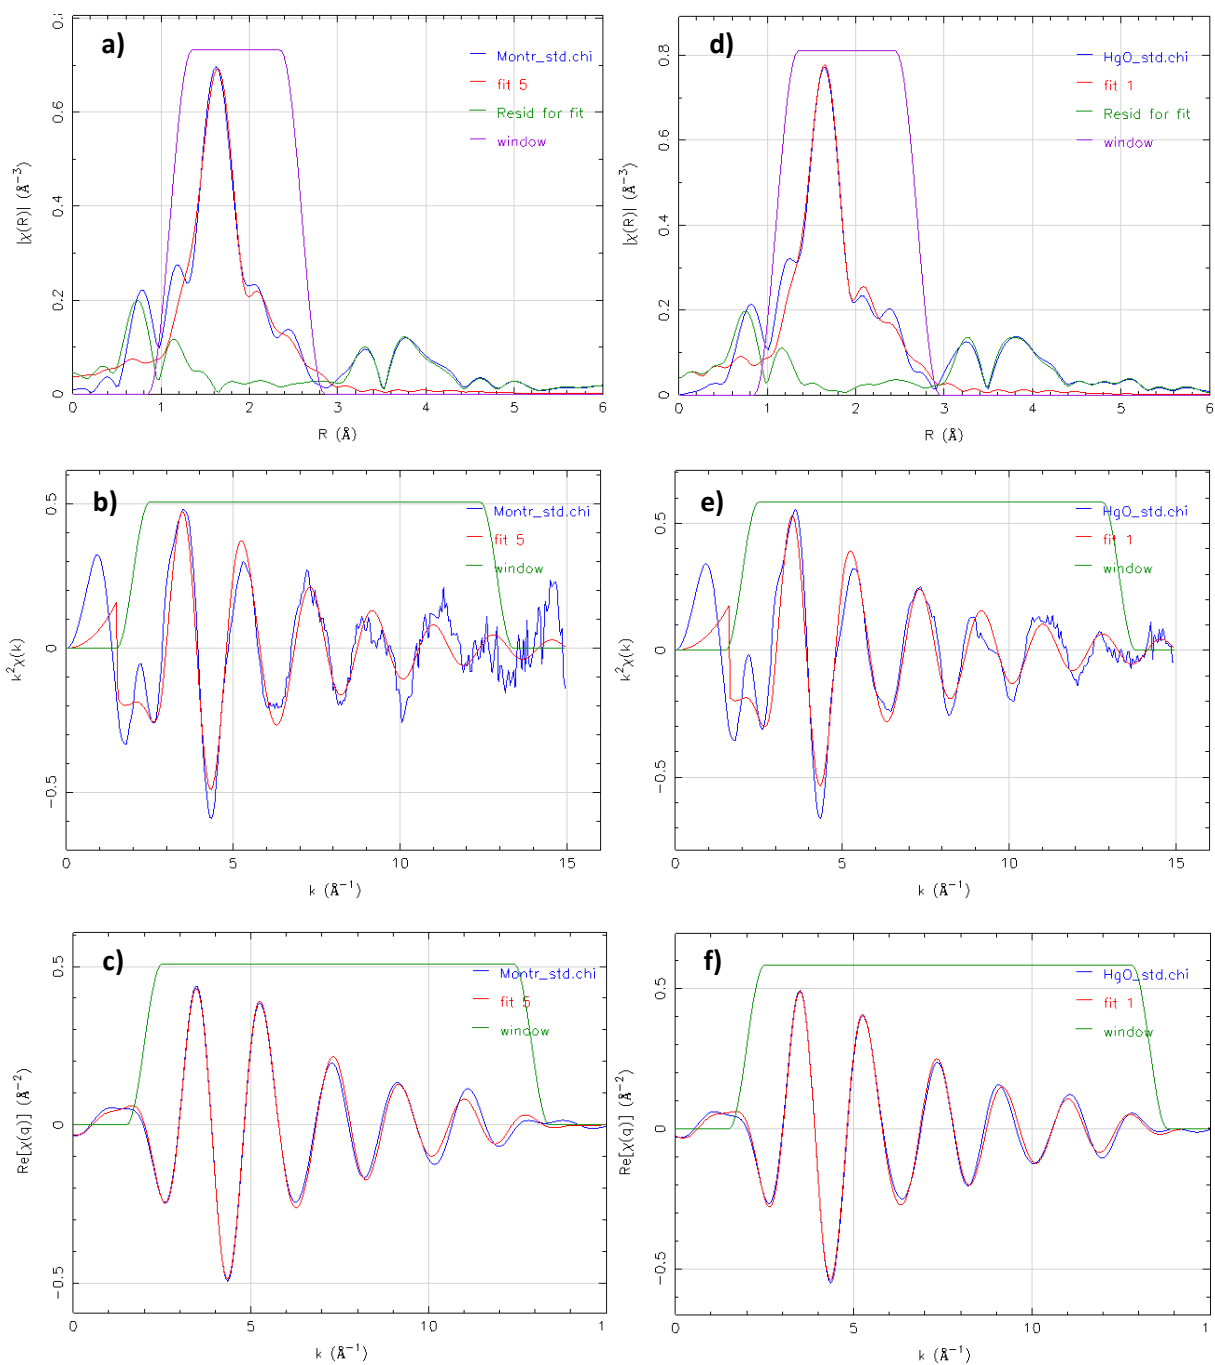 a)
Montr_std.chi
fit 5
Resid for fit
window
|χ(R)| (Å⁻³)
0.6
0.4
0.2
0
0 1 2 3 4 5 6
R (Å)
d)
HgO_std.chi
fit 1
Resid for fit
window
|χ(R)| (Å⁻³)
0.8
0.6
0.4
0.2
0
0 1 2 3 4 5 6
R (Å)
b)
Montr_std.chi
fit 5
window
k²χ(k)
0.5
0
−0.5
0 5 10 15
k (Å⁻¹)
e)
HgO_std.chi
fit 1
window
k²χ(k)
0.5
0
−0.5
0 5 10 15
k (Å⁻¹)
c)
Montr_std.chi
fit 5
window
Re[χ(q)] (Å⁻²)
0.5
0
−0.5
0 5 10 1
k (Å⁻¹)
f)
HgO_std.chi
fit 1
window
Re[χ(q)] (Å⁻²)
0.5
0
−0.5
0 5 10 1
k (Å⁻¹)